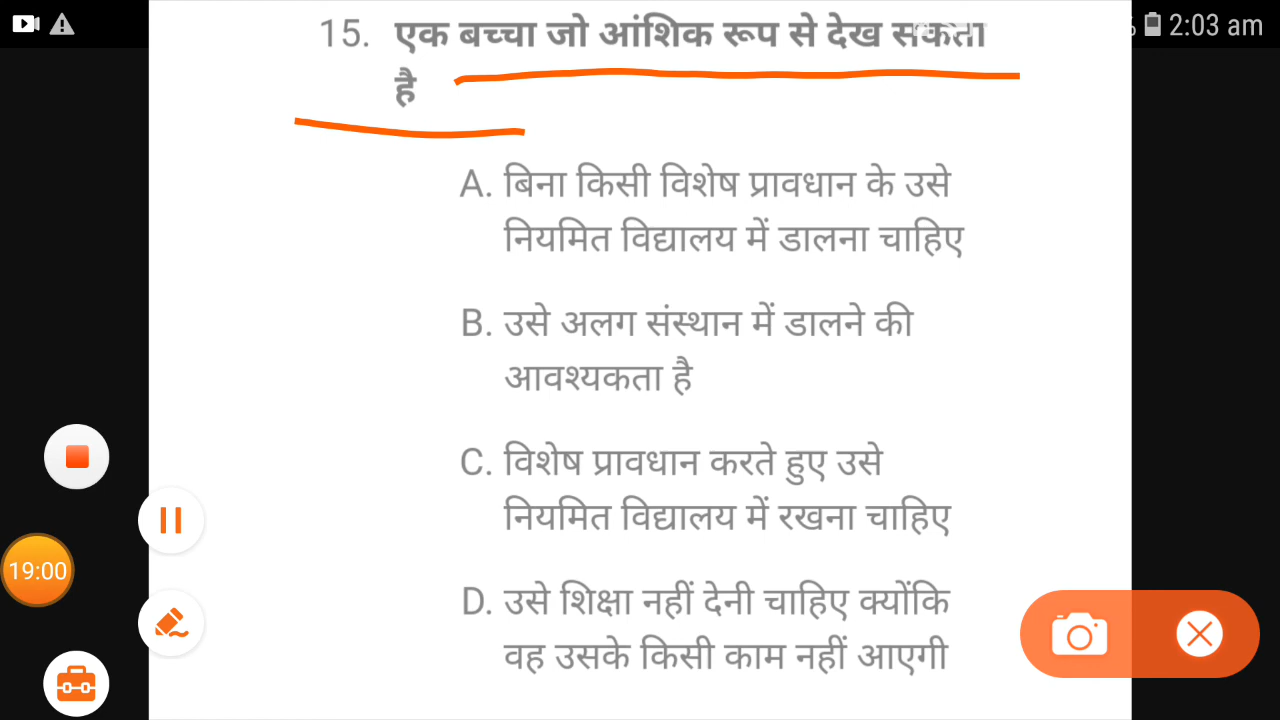 2:03 am
15. एक बच्चा जो आंशिक रूप से देख सकता
है
A. बिना किसी विशेष प्रावधान के उसे
नियमित विद्यालय में डालना चाहिए
B. उसे अलग संस्थान में डालने की
आवश्यकता है
C. विशेष प्रावधान करते हुए उसे
नियमित विद्यालय में रखना चाहिए
19:00
D. उसे शिक्षा नहीं देनी चाहिए क्योंकि
वह उसके किसी काम नहीं आएगी